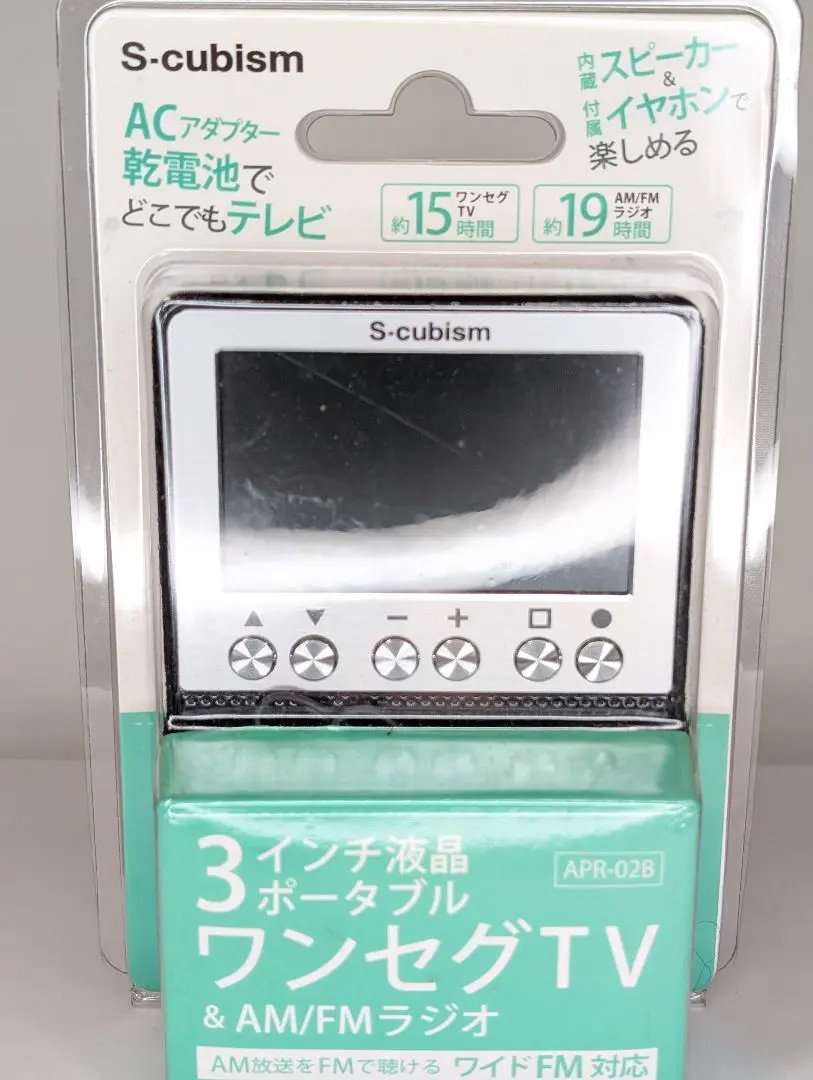 S-cubism
ACアダプター
乾電池で
どこでもテレビ
内蔵スピーカー
&
付属イヤホンで
楽しめる
約15時間 ワンセグTV
約19時間 AM/FMラジオ
S-cubism
▲ ▼ − + □ ●
3インチ液晶
ポータブル
APR-02B
ワンセグTV
& AM/FMラジオ
AM放送をFMで聴ける ワイドFM対応